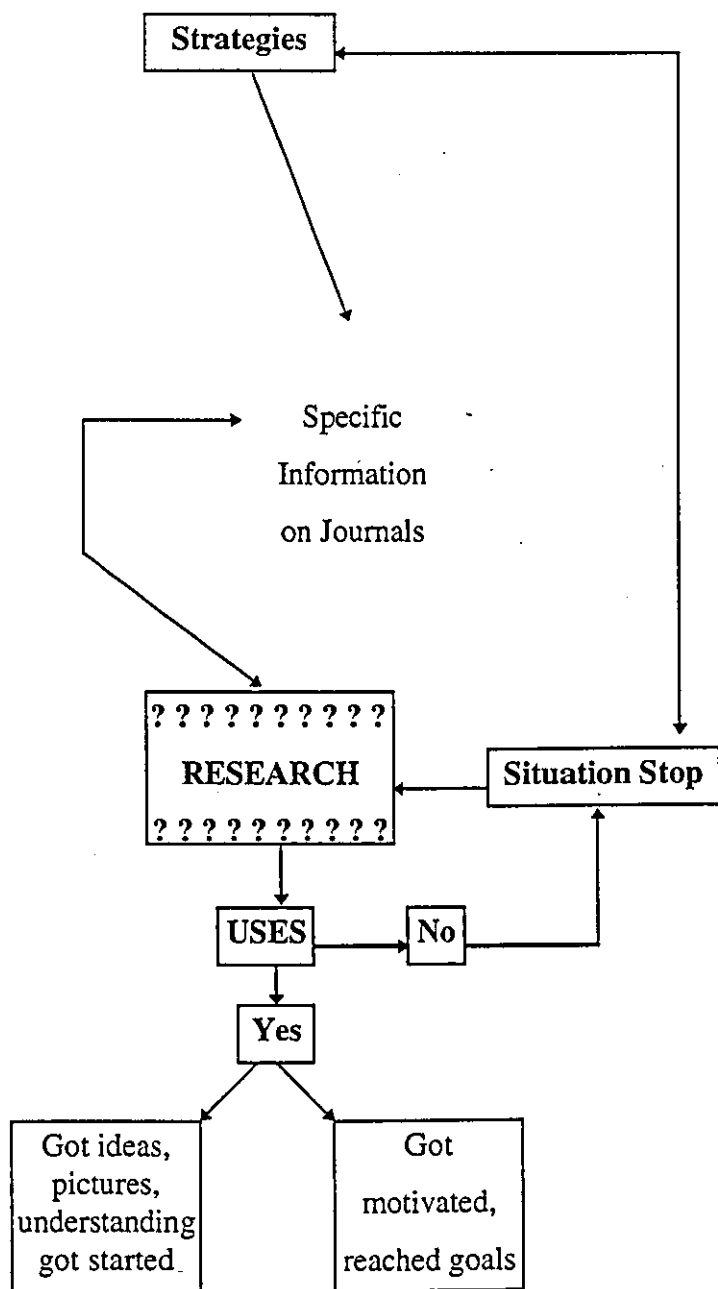 Strategies
Specific
Information
on Journals
? ? ? ? ? ? ? ? ? ?
RESEARCH
? ? ? ? ? ? ? ? ? ?
Situation Stop
USES
No
Yes
Got ideas,
pictures,
understanding
got started
Got
motivated,
reached goals